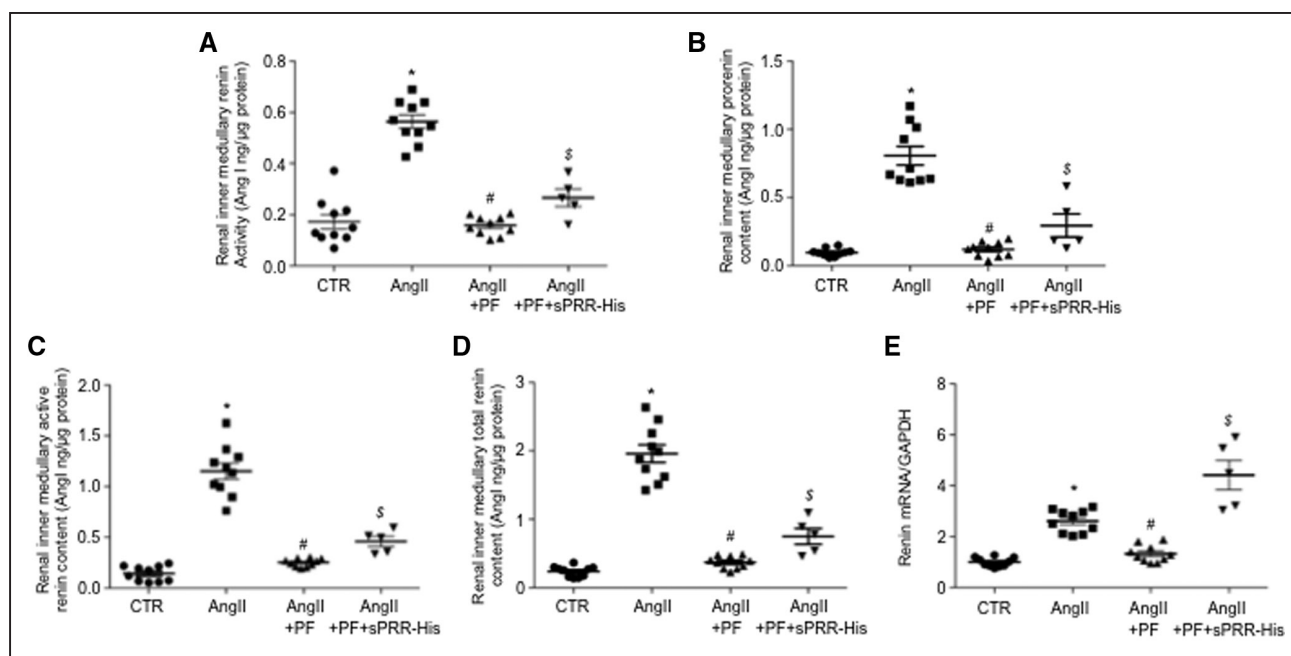 A
Renal inner medullary renin
Activity (Ang I ng/µg protein)
0.8
0.6
0.4
0.2
0.0
*
#
$
CTR
AngII
AngII
+PF
AngII
+PF+sPRR-His
B
Renal inner medullary prorenin
content (AngI ng/µg protein)
1.5
1.0
0.5
0.0
*
#
$
CTR
AngII
AngII
+PF
AngII
+PF+sPRR-His
C
Renal inner medullary active
renin content (AngI ng/µg protein)
2.0
1.5
1.0
0.5
0.0
*
#
$
CTR
AngII
AngII
+PF
AngII
+PF+sPRR-His
D
Renal inner medullary total renin
content (AngI ng/µg protein)
3
2
1
0
*
#
$
CTR
AngII
AngII
+PF
AngII
+PF+sPRR-His
E
Renin mRNA/GAPDH
8
6
4
2
0
*
#
$
CTR
AngII
AngII
+PF
AngII
+PF+sPRR-His